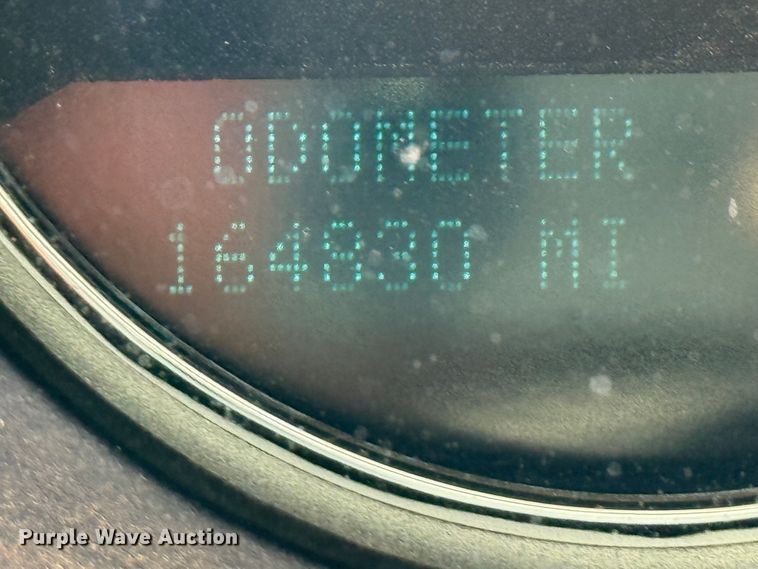 ODOMETER
164830 MI
Purple Wave Auction